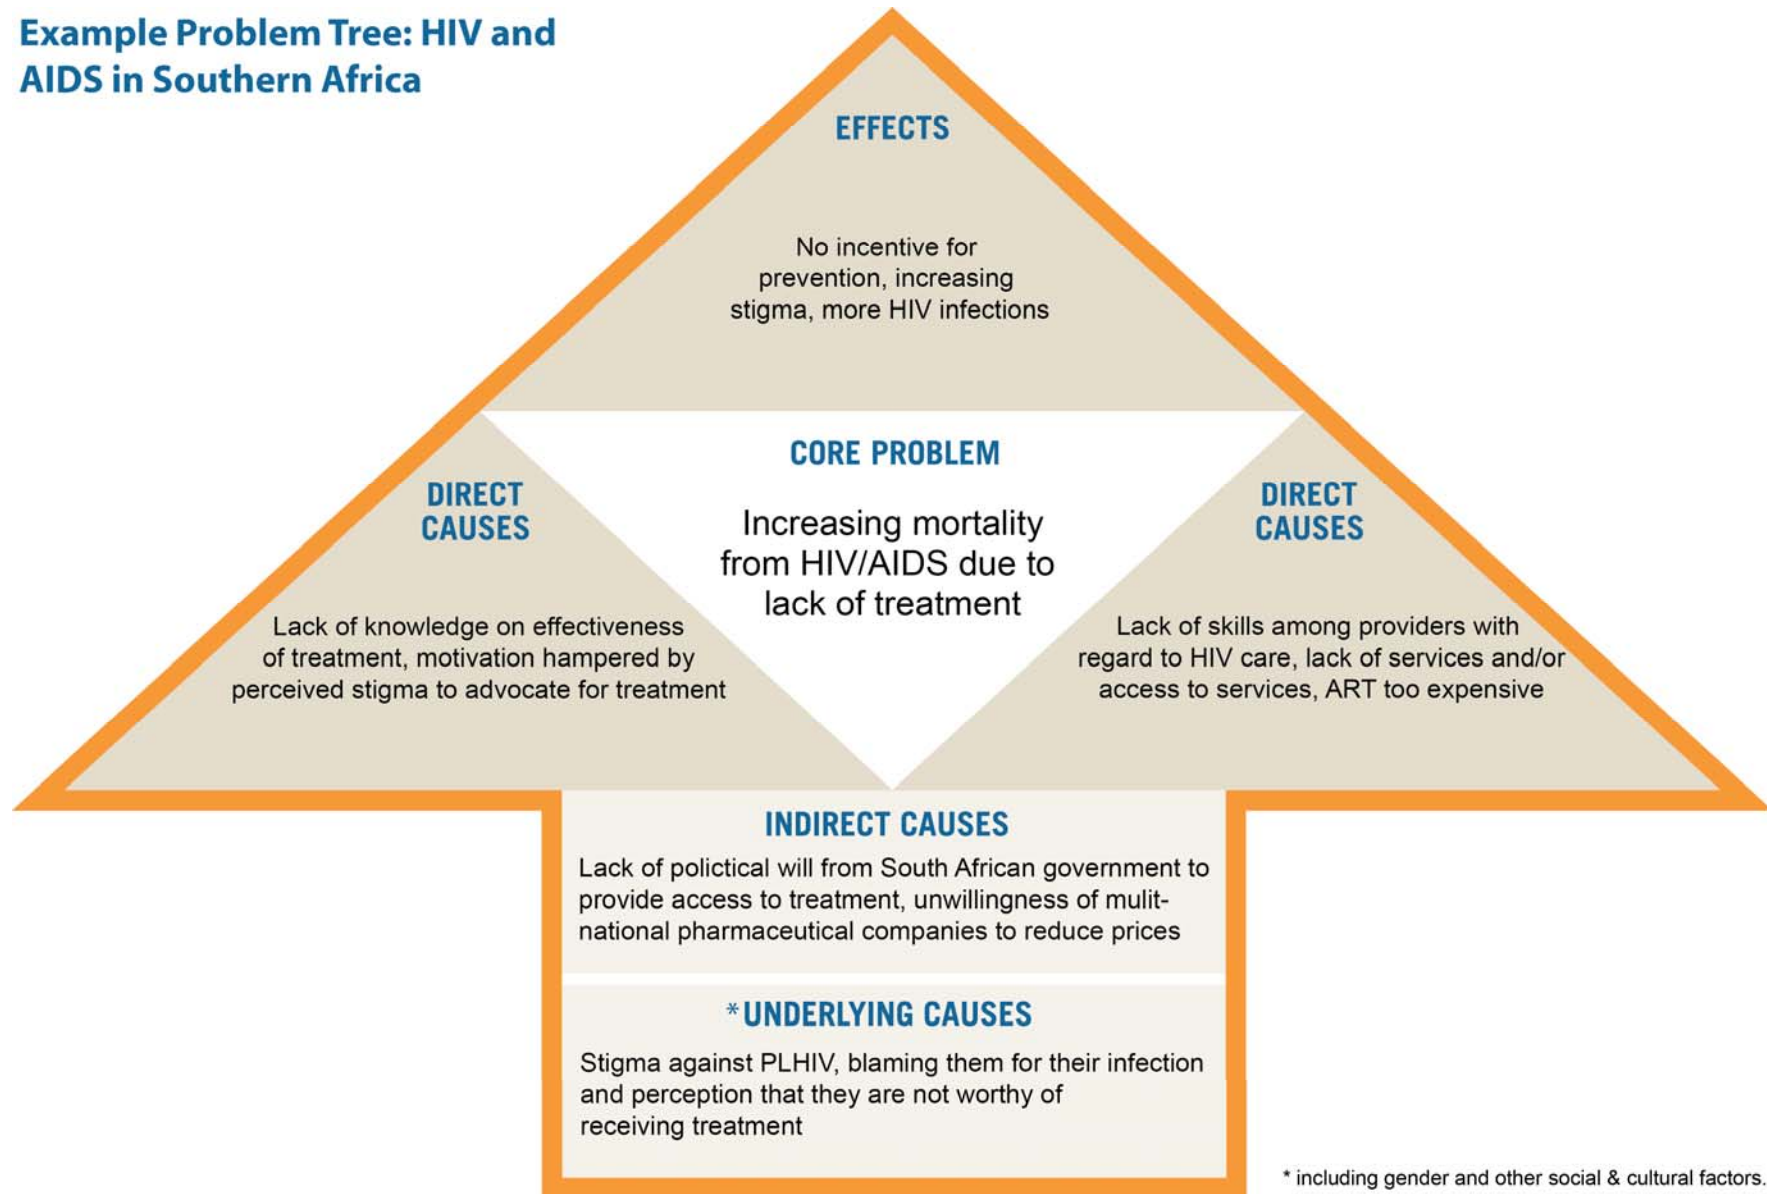 Example Problem Tree: HIV and
AIDS in Southern Africa
EFFECTS
No incentive for
prevention, increasing
stigma, more HIV infections
CORE PROBLEM
Increasing mortality
from HIV/AIDS due to
lack of treatment
DIRECT
CAUSES
Lack of knowledge on effectiveness
of treatment, motivation hampered by
perceived stigma to advocate for treatment
DIRECT
CAUSES
Lack of skills among providers with
regard to HIV care, lack of services and/or
access to services, ART too expensive
INDIRECT CAUSES
Lack of polictical will from South African government to
provide access to treatment, unwillingness of mulit-
national pharmaceutical companies to reduce prices
*UNDERLYING CAUSES
Stigma against PLHIV, blaming them for their infection
and perception that they are not worthy of
receiving treatment
* including gender and other social & cultural factors.